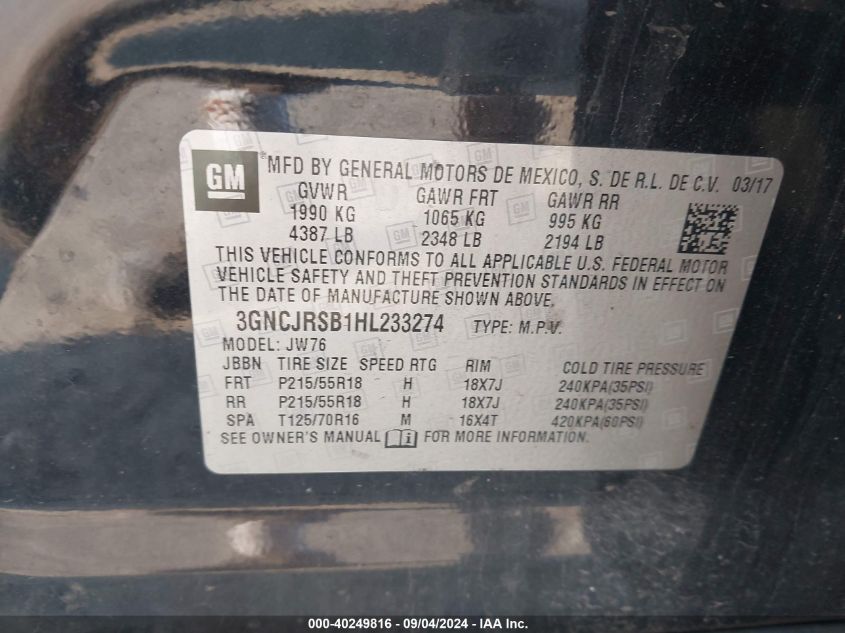 GM
MFD BY GENERAL MOTORS DE MEXICO, S. DE R.L. DE C.V. 03/17
GVWR GAWR FRT GAWR RR
1990 KG 1065 KG 995 KG
4387 LB 2348 LB 2194 LB
THIS VEHICLE CONFORMS TO ALL APPLICABLE U.S. FEDERAL MOTOR
VEHICLE SAFETY AND THEFT PREVENTION STANDARDS IN EFFECT ON
THE DATE OF MANUFACTURE SHOWN ABOVE.
3GNCJRSB1HL233274 TYPE: M.P.V.
MODEL: JW76
JBBN TIRE SIZE SPEED RTG RIM COLD TIRE PRESSURE
FRT P215/55R18 H 18X7J 240KPA(35PSI)
RR P215/55R18 H 18X7J 240KPA(35PSI)
SPA T125/70R16 M 16X4T 420KPA(60PSI)
SEE OWNER'S MANUAL FOR MORE INFORMATION.
000-40249816 - 09/04/2024 - IAA Inc.